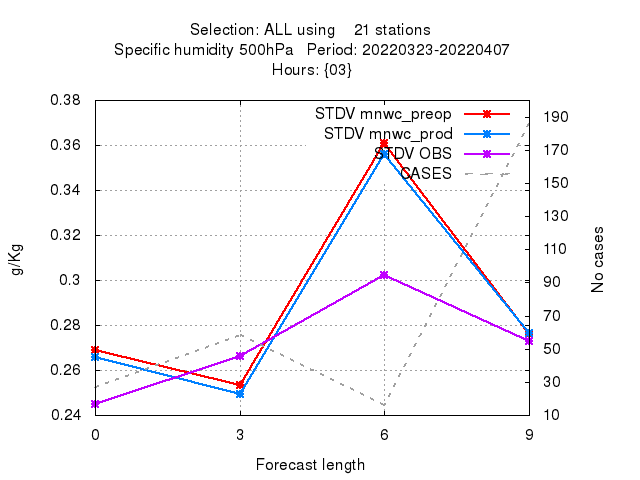 Selection: ALL using    21 stations
Specific humidity 500hPa   Period: 20220323-20220407
Hours: {03}
STDV mnwc_preop
STDV mnwc_prod
STDV OBS
CASES
0.38
0.36
0.34
0.32
0.3
0.28
0.26
0.24
190
170
150
130
110
90
70
50
30
10
g/Kg
No cases
0 3 6 9
Forecast length